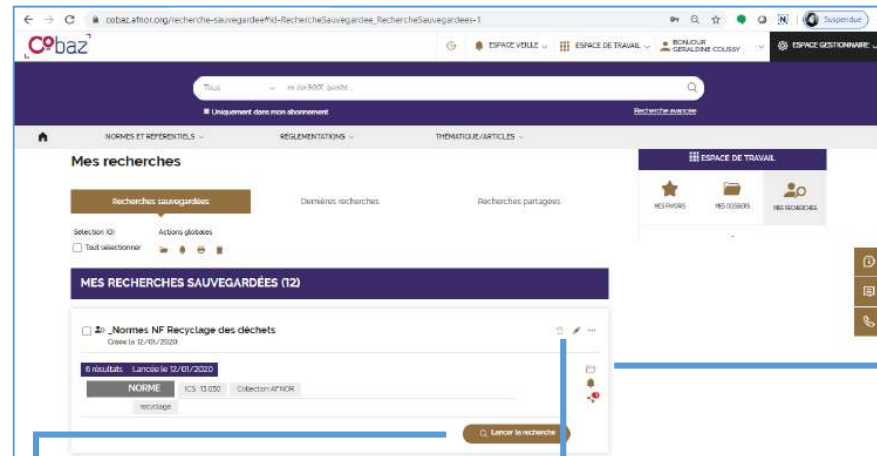 cobaz.afnor.org/recherche-sauvegardee#id-RechercheSauvegardee_RechercheSauvegardees-1
Suspendue
Cobaz
ESPACE VEILLE
ESPACE DE TRAVAIL
BONJOUR
GERALDINE COUSSY
ESPACE GESTIONNAIRE
Tous
ex: iso 9001, qualité...
Uniquement dans mon abonnement
Recherche avancée
NORMES ET RÉFÉRENTIELS
RÉGLEMENTATIONS
THÉMATIQUE/ARTICLES
Mes recherches
ESPACE DE TRAVAIL
Recherches sauvegardées
Dernières recherches
Recherches partagées
MES FAVORIS
MES DOSSIERS
MES RECHERCHES
Sélection (0)
Actions globales
Tout sélectionner
MES RECHERCHES SAUVEGARDÉES (12)
_Normes NF Recyclage des déchets
Créée le 12/01/2020
6 résultats Lancée le 12/01/2020
NORME
ICS 13.030
Collection AFNOR
recyclage
Lancer la recherche